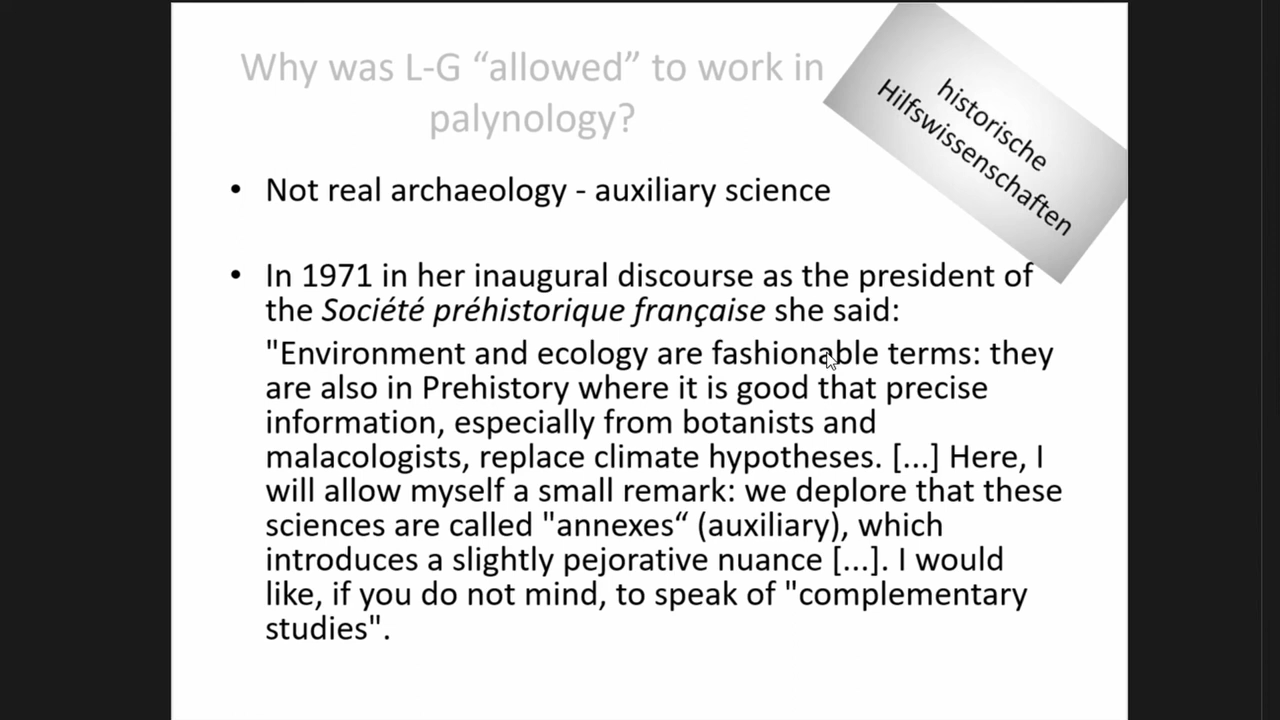 Why was L-G “allowed” to work in
palynology?
historische
Hilfswissenschaften
• Not real archaeology - auxiliary science
• In 1971 in her inaugural discourse as the president of
the Société préhistorique française she said:
"Environment and ecology are fashionable terms: they
are also in Prehistory where it is good that precise
information, especially from botanists and
malacologists, replace climate hypotheses. [...] Here, I
will allow myself a small remark: we deplore that these
sciences are called "annexes“ (auxiliary), which
introduces a slightly pejorative nuance [...]. I would
like, if you do not mind, to speak of "complementary
studies".